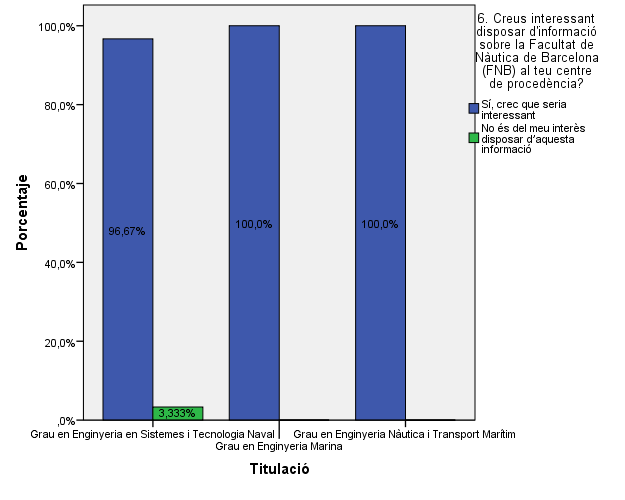 6. Creus interessant
disposar d'informació
sobre la Facultat de
Nàutica de Barcelona
(FNB) al teu centre
de procedència?
Sí, crec que seria
interessant
No és del meu interès
disposar d'aquesta
informació
Porcentaje
100,0%
80,0%
60,0%
40,0%
20,0%
,0%
96,67%
3,333%
100,0%
100,0%
Grau en Enginyeria en Sistemes i Tecnologia Naval
Grau en Enginyeria Marina
Grau en Enginyeria Nàutica i Transport Marítim
Titulació